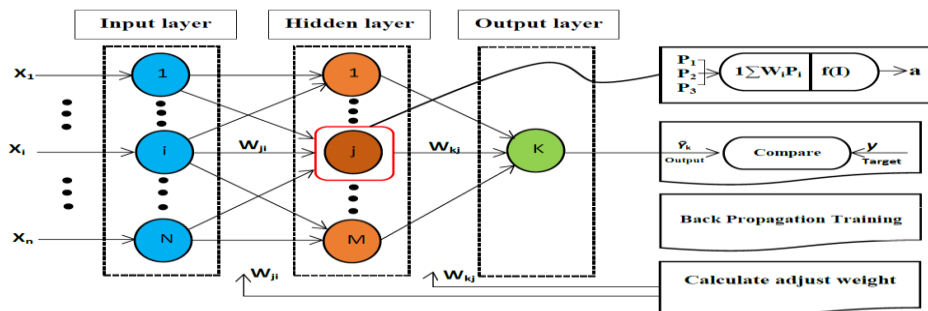 Input layer
Hidden layer
Output layer
X₁
Xᵢ
Xₙ
1
i
N
Wⱼᵢ
1
j
M
Wₖⱼ
K
P₁
P₂
P₃
1∑WᵢPᵢ
f(I)
a
Ŷₖ
Output
Compare
y
Target
Back Propagation Training
Calculate adjust weight
Wⱼᵢ
Wₖⱼ